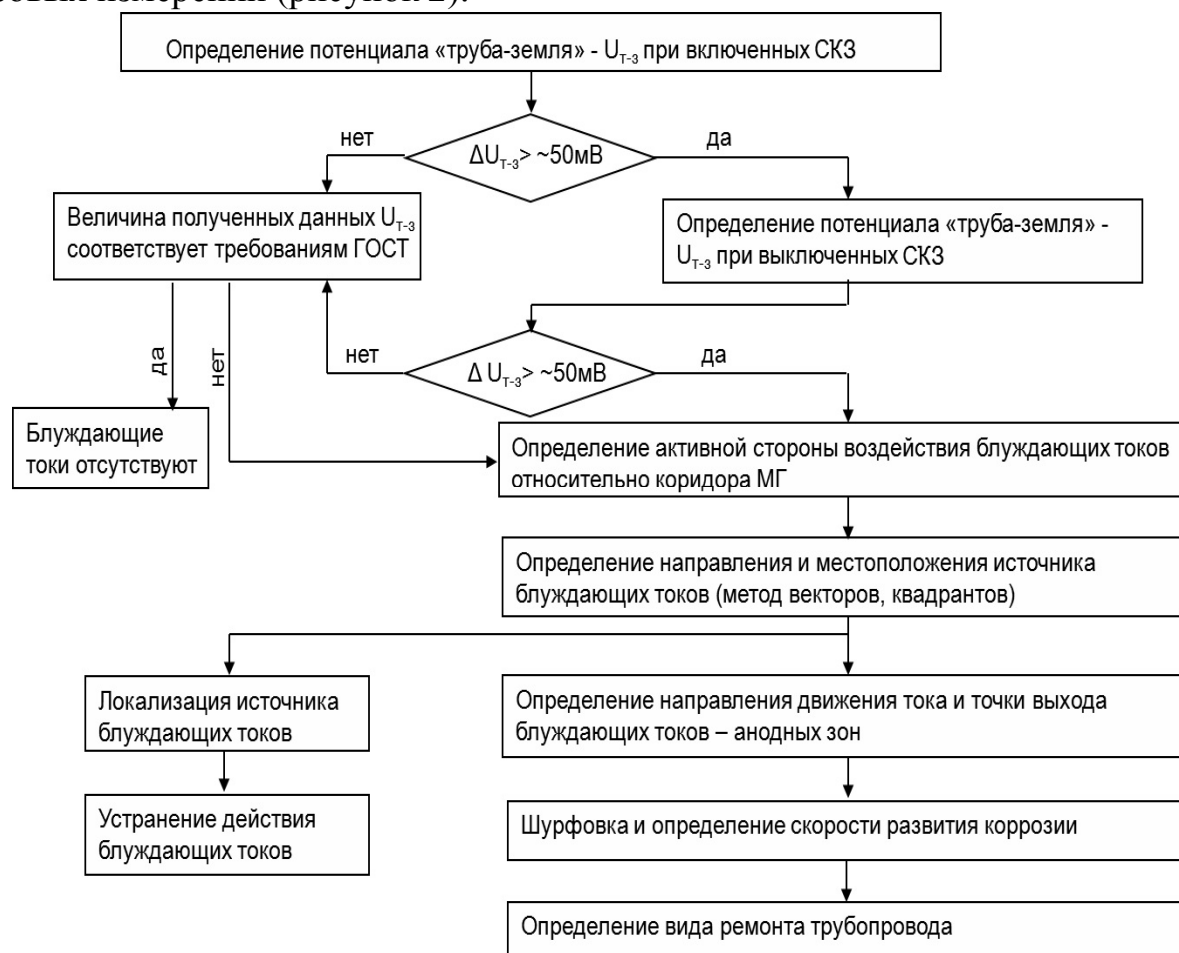 (рисунок 2).
Определение потенциала «труба-земля» - Uт-з при включенных СКЗ
нет
ΔUт-з> ~50мВ
да
Величина полученных данных Uт-з
соответствует требованиям ГОСТ
Определение потенциала «труба-земля» -
Uт-з при выключенных СКЗ
да
нет
нет
Δ Uт-з> ~50мВ
да
Блуждающие
токи отсутствуют
Определение активной стороны воздействия блуждающих токов
относительно коридора МГ
Определение направления и местоположения источника
блуждающих токов (метод векторов, квадрантов)
Локализация источника
блуждающих токов
Определение направления движения тока и точки выхода
блуждающих токов – анодных зон
Устранение действия
блуждающих токов
Шурфовка и определение скорости развития коррозии
Определение вида ремонта трубопровода